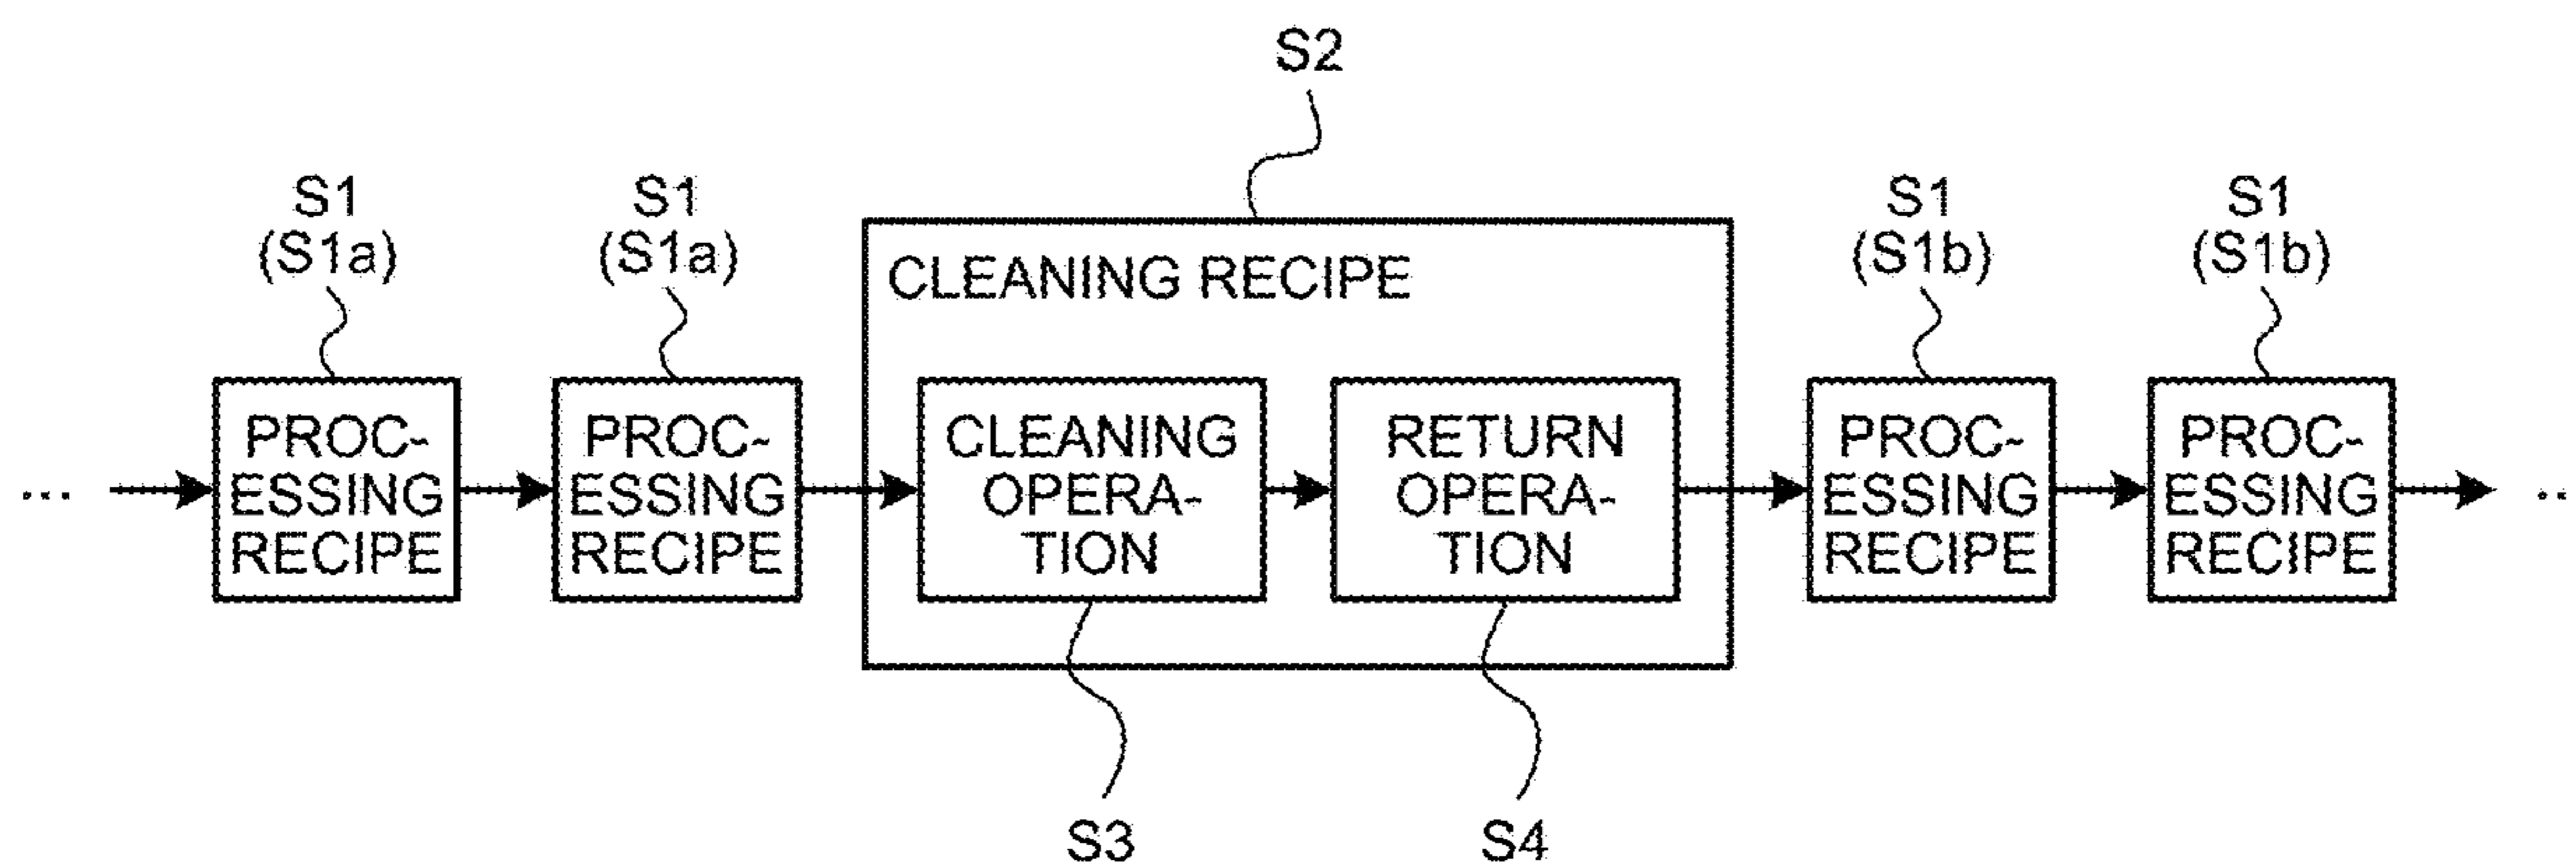 S2
S1
(S1a)
S1
(S1a)
S1
(S1b)
S1
(S1b)
CLEANING RECIPE
...
PROC-
ESSING
RECIPE
PROC-
ESSING
RECIPE
CLEANING
OPERA-
TION
RETURN
OPERA-
TION
PROC-
ESSING
RECIPE
PROC-
ESSING
RECIPE
..
S3
S4